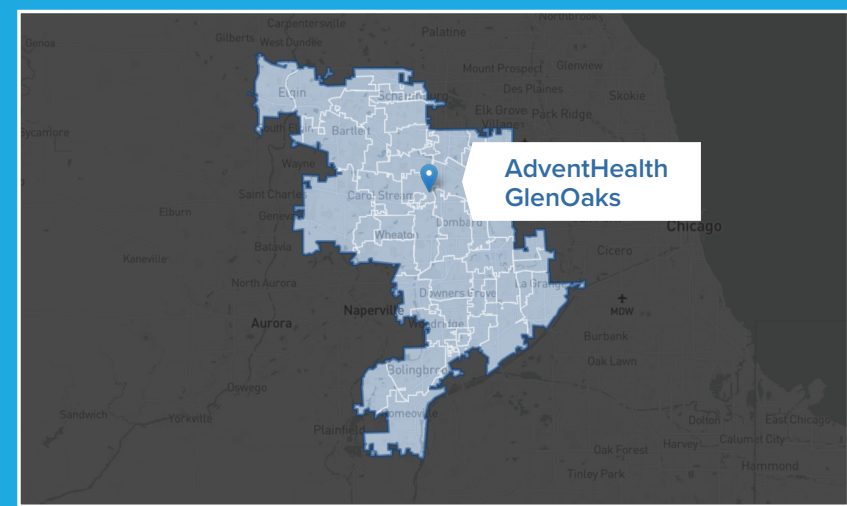 Carpentersville
Northbrook
Genoa
Gilberts
West Dundee
Palatine
Mount Prospect
Glenview
Des Plaines
Skokie
Elgin
Schaumburg
Elk Grove
Village
Park Ridge
Sycamore
South Elgin
Bartlett
Wayne
AdventHealth
GlenOaks
Saint Charles
Carol Stream
Elburn
Geneva
Lombard
Chicago
Wheaton
Batavia
Cicero
Kaneville
North Aurora
Downers Grove
La Grange
Naperville
MDW
Aurora
Woodridge
Burbank
Oak Lawn
Bolingbrook
Oswego
Sandwich
Yorkville
Romeoville
Plainfield
Dolton
East Chicago
Oak Forest
Harvey
Calumet City
Hammond
Tinley Park